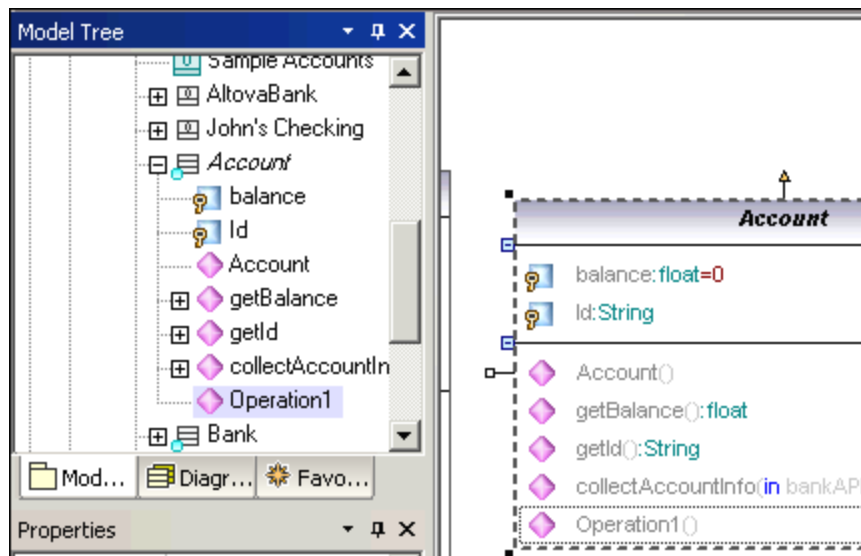 Model Tree
Sample Accounts
AltovaBank
John's Checking
Account
balance
Id
Account
getBalance
getId
collectAccountIn
Operation1
Bank
Mod...
Diagr...
Favo...
Properties
Account
balance:float=0
Id:String
Account()
getBalance():float
getId():String
collectAccountInfo(in bankAPI
Operation1()